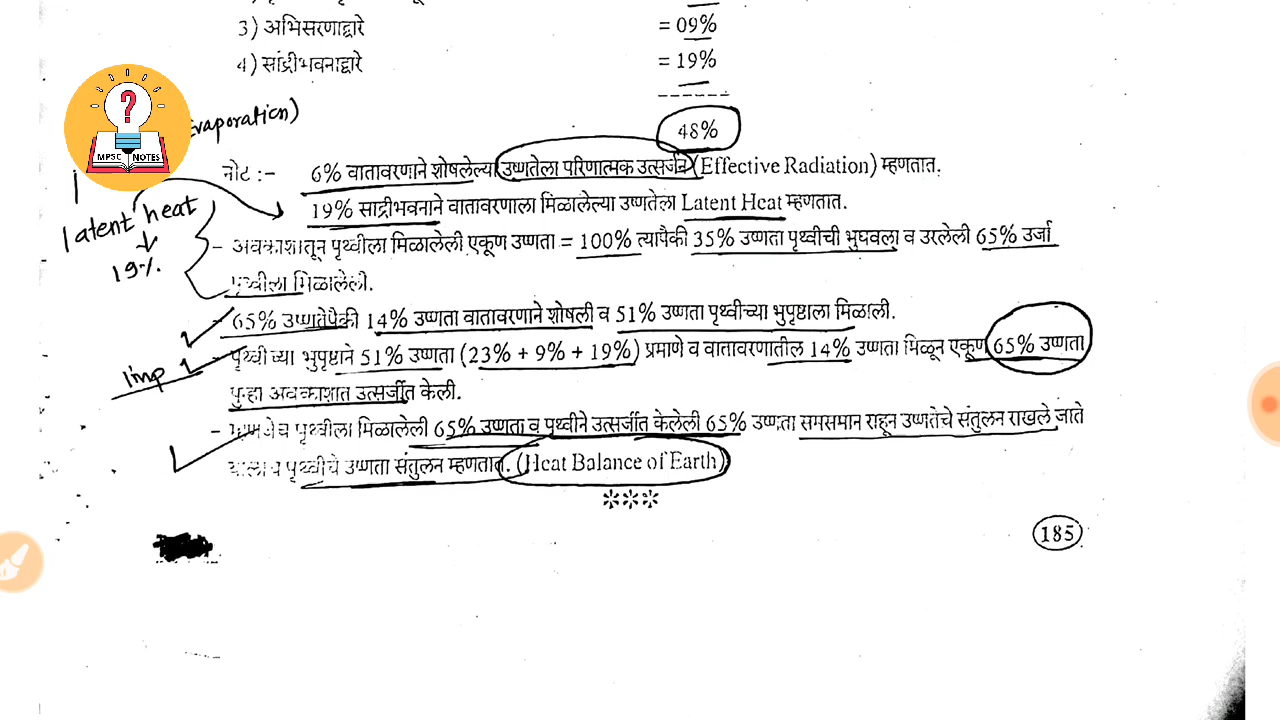 3) अभिसरणाद्वारे = 09%
4) सांद्रीभवनाद्वारे = 19%
------
Evaporation)
48%
MPSC NOTES
नोट :- 6% वातावरणाने शोषलेल्या उष्णतेला परिणात्मक उत्सर्जन (Effective Radiation) म्हणतात.
latent heat
19% साद्रीभवनाने वातावरणाला मिळालेल्या उष्णतेला Latent Heat म्हणतात.
19%
- अवकाशातून पृथ्वीला मिळालेली एकूण उष्णता = 100% त्यापैकी 35% उष्णता पृथ्वीची भुधवला व उरलेली 65% उर्जा
पृथ्वीला मिळालेली.
- 65% उष्णतेपैकी 14% उष्णता वातावरणाने शोषली व 51% उष्णता पृथ्वीच्या भुपृष्ठाला मिळाली.
Imp
- पृथ्वीच्या भुपृष्ठाने 51% उष्णता (23% + 9% + 19%) प्रमाणे व वातावरणातील 14% उष्णता मिळून एकूण 65% उष्णता
पुन्हा अवकाशात उत्सर्जीत केली.
- म्हणजेच पृथ्वीला मिळालेली 65% उष्णता व पृथ्वीने उत्सर्जीत केलेली 65% उष्णता समसमान राहून उष्णतेचे संतुलन राखले जाते
यालाच पृथ्वीचे उष्णता संतुलन म्हणतात. (Heat Balance of Earth)
***
185